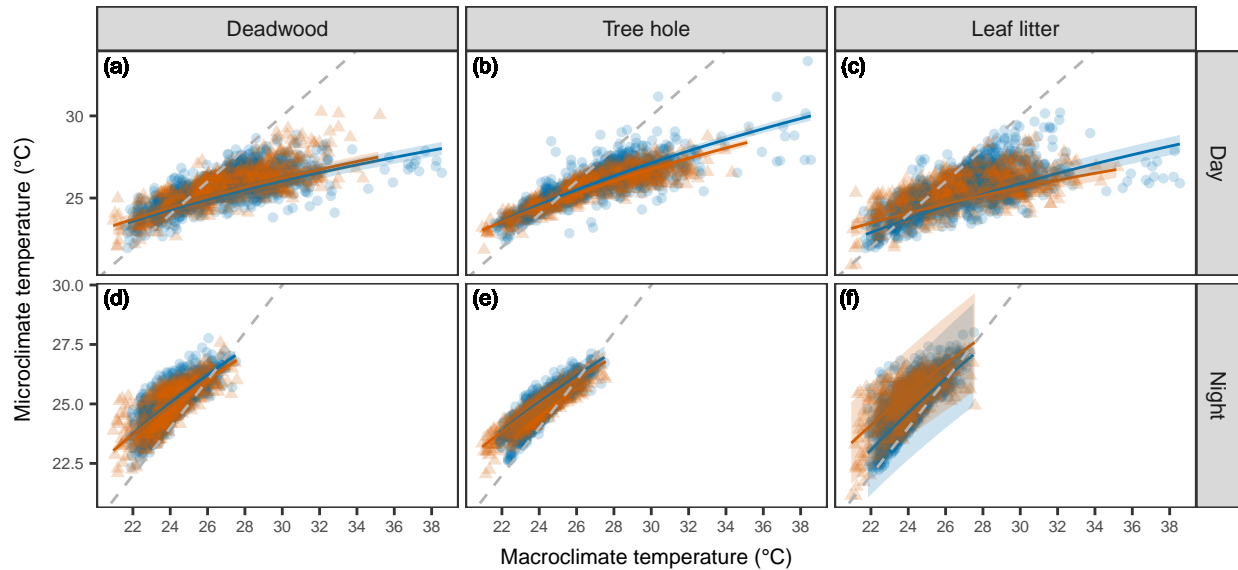 Deadwood Tree hole Leaf litter
(a) (b) (c)
30
25
Day
Microclimate temperature (°C)
(d) (e) (f)
30.0
27.5
25.0
22.5
Night
22 24 26 28 30 32 34 36 38 22 24 26 28 30 32 34 36 38 22 24 26 28 30 32 34 36 38
Macroclimate temperature (°C)